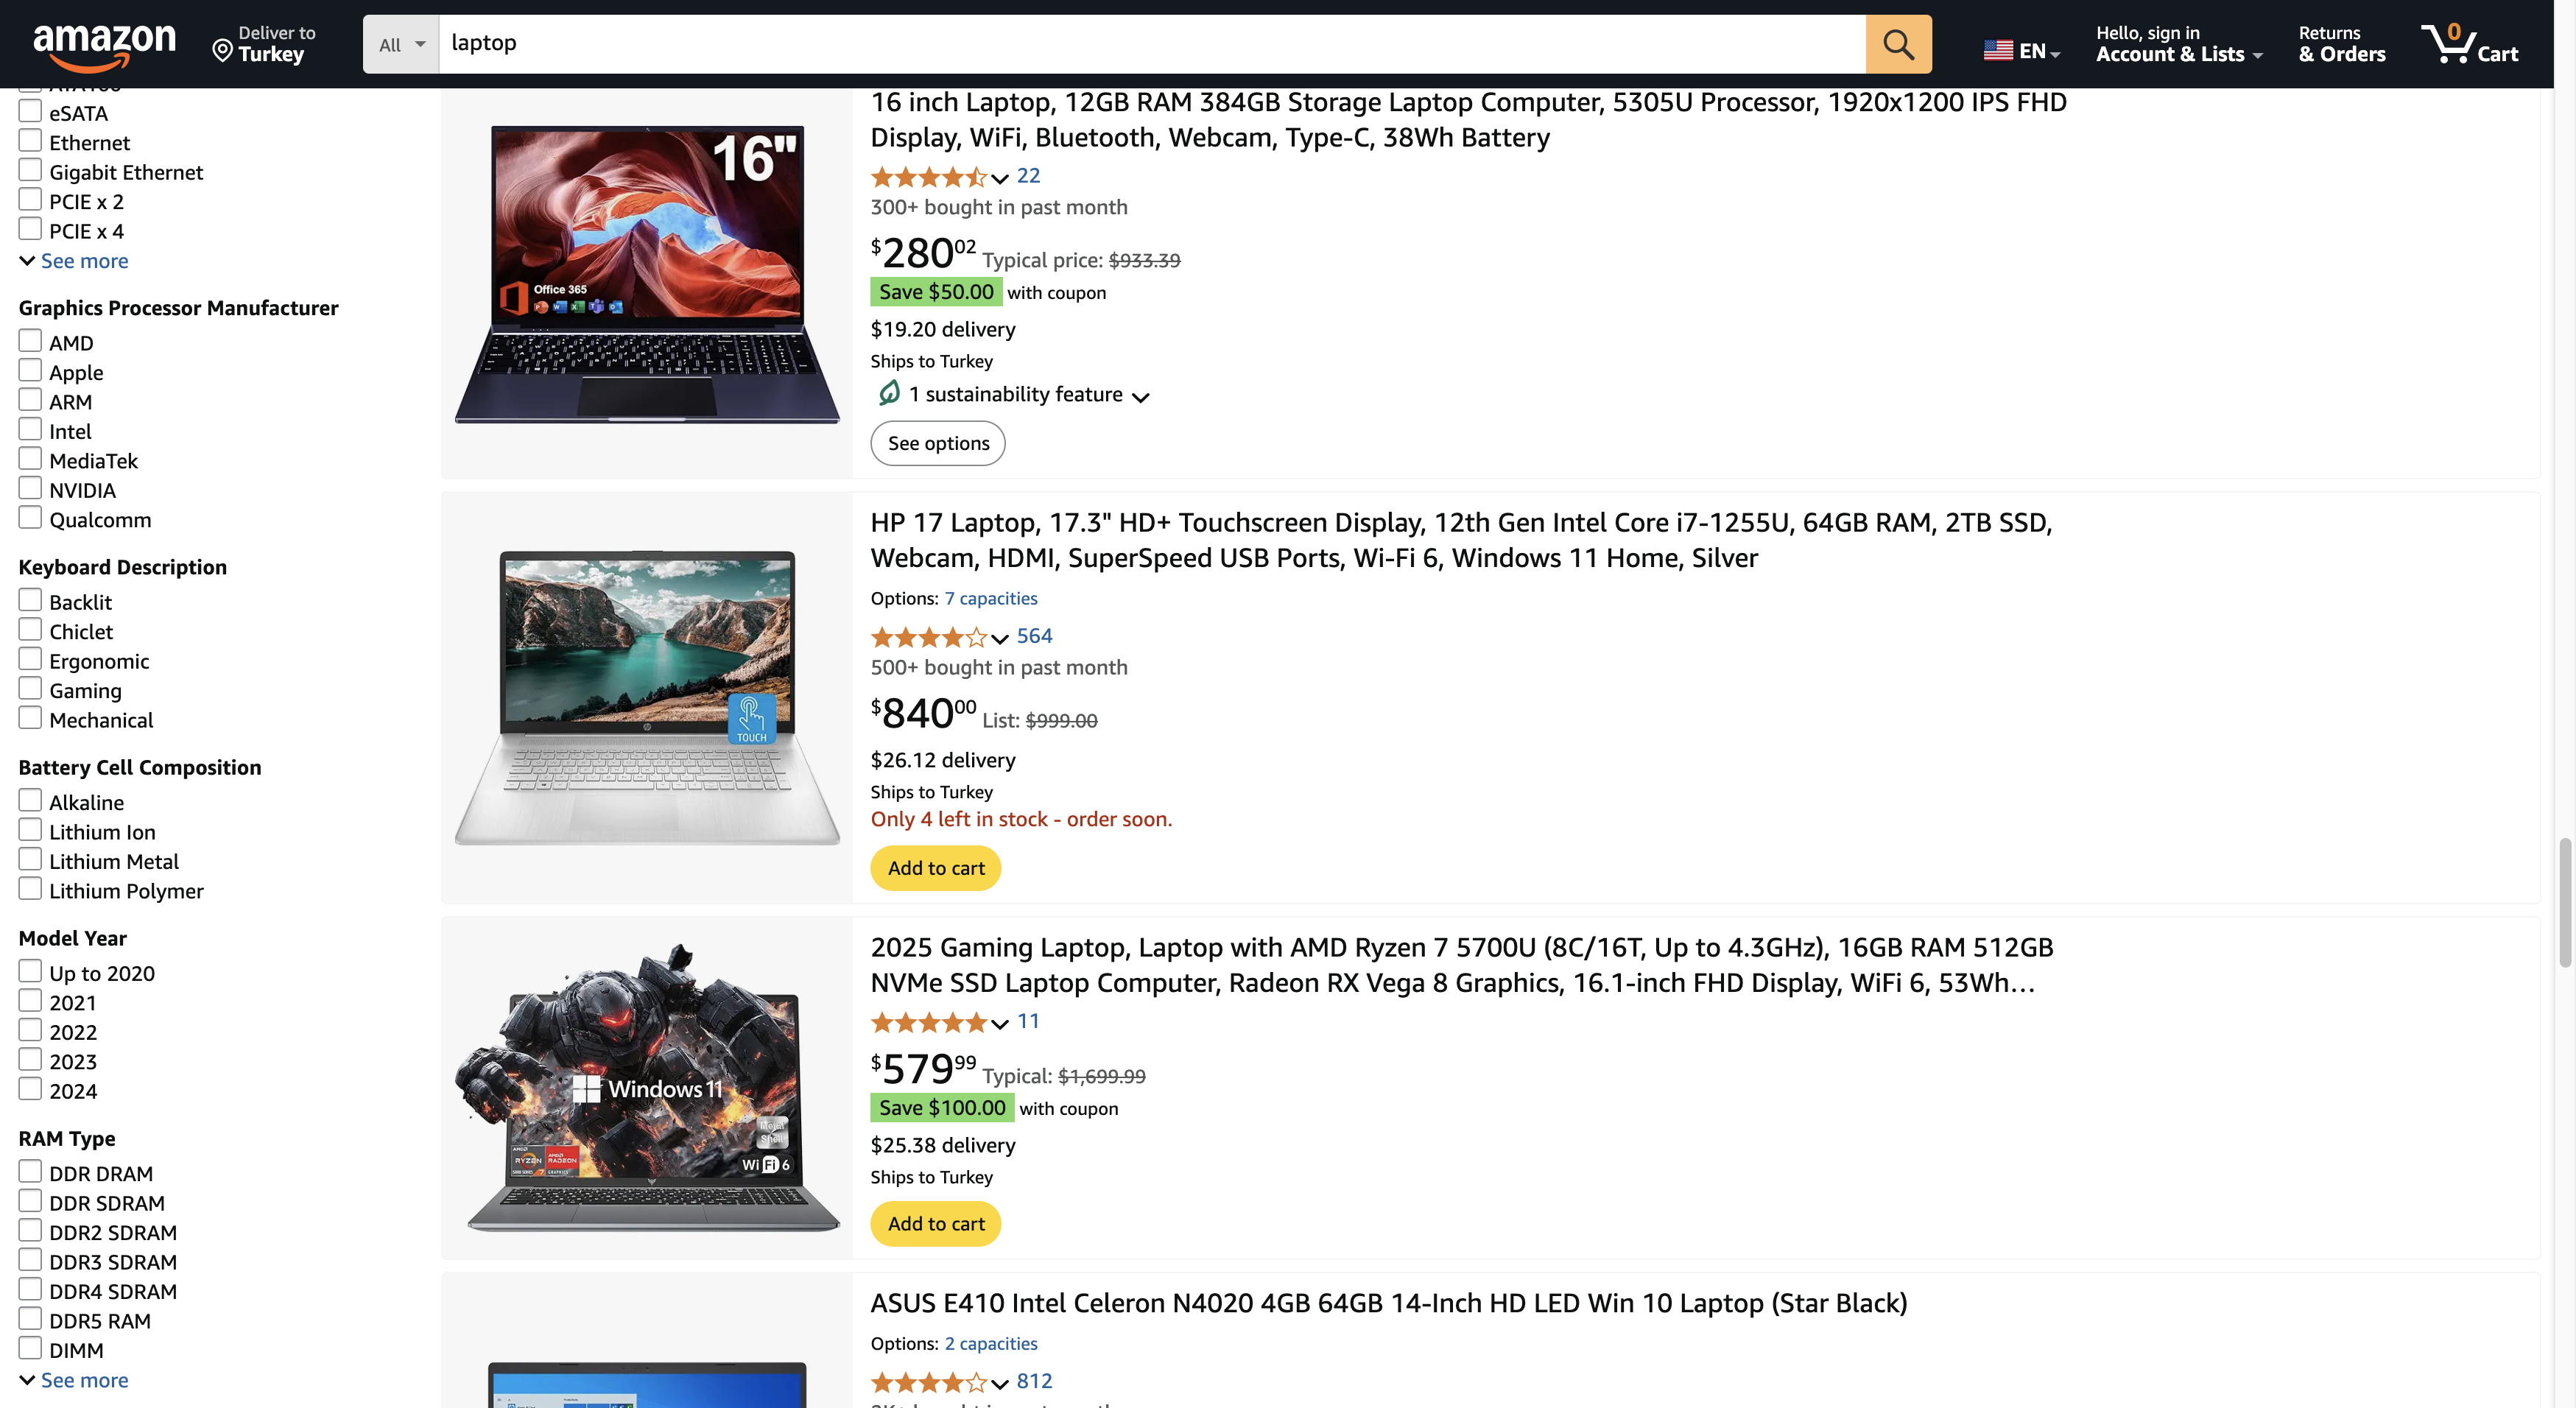 amazon
Deliver to
Turkey
All
laptop
EN
Hello, sign in
Account & Lists
Returns
& Orders
0
Cart
eSATA
Ethernet
Gigabit Ethernet
PCIE x 2
PCIE x 4
See more
Graphics Processor Manufacturer
AMD
Apple
ARM
Intel
MediaTek
NVIDIA
Qualcomm
Keyboard Description
Backlit
Chiclet
Ergonomic
Gaming
Mechanical
Battery Cell Composition
Alkaline
Lithium Ion
Lithium Metal
Lithium Polymer
Model Year
Up to 2020
2021
2022
2023
2024
RAM Type
DDR DRAM
DDR SDRAM
DDR2 SDRAM
DDR3 SDRAM
DDR4 SDRAM
DDR5 RAM
DIMM
See more
16"
Office 365
16 inch Laptop, 12GB RAM 384GB Storage Laptop Computer, 5305U Processor, 1920x1200 IPS FHD
Display, WiFi, Bluetooth, Webcam, Type-C, 38Wh Battery
22
300+ bought in past month
$28002 Typical price: $933.39
Save $50.00 with coupon
$19.20 delivery
Ships to Turkey
1 sustainability feature
See options
TOUCH
HP 17 Laptop, 17.3" HD+ Touchscreen Display, 12th Gen Intel Core i7-1255U, 64GB RAM, 2TB SSD,
Webcam, HDMI, SuperSpeed USB Ports, Wi-Fi 6, Windows 11 Home, Silver
Options: 7 capacities
564
500+ bought in past month
$84000 List: $999.00
$26.12 delivery
Ships to Turkey
Only 4 left in stock - order soon.
Add to cart
Windows 11
Metal
Shell
AMD
RYZEN
AMD
RADEON
WiFi 6
2025 Gaming Laptop, Laptop with AMD Ryzen 7 5700U (8C/16T, Up to 4.3GHz), 16GB RAM 512GB
NVMe SSD Laptop Computer, Radeon RX Vega 8 Graphics, 16.1-inch FHD Display, WiFi 6, 53Wh...
11
$57999 Typical: $1,699.99
Save $100.00 with coupon
$25.38 delivery
Ships to Turkey
Add to cart
ASUS E410 Intel Celeron N4020 4GB 64GB 14-Inch HD LED Win 10 Laptop (Star Black)
Options: 2 capacities
812